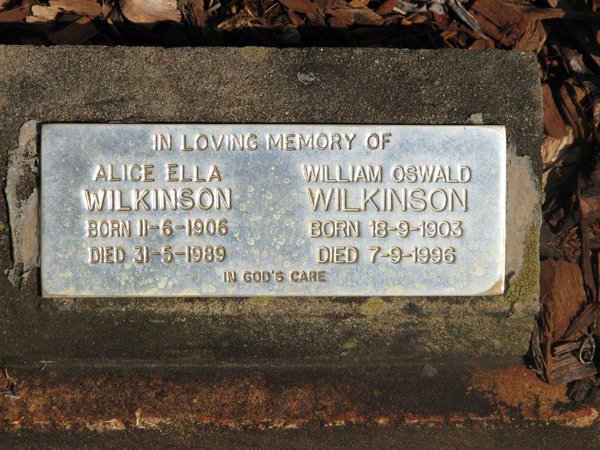 IN LOVING MEMORY OF
ALICE ELLA
WILKINSON
BORN 11-6-1906
DIED 31-5-1989
WILLIAM OSWALD
WILKINSON
BORN 18-9-1903
DIED 7-9-1996
IN GOD'S CARE